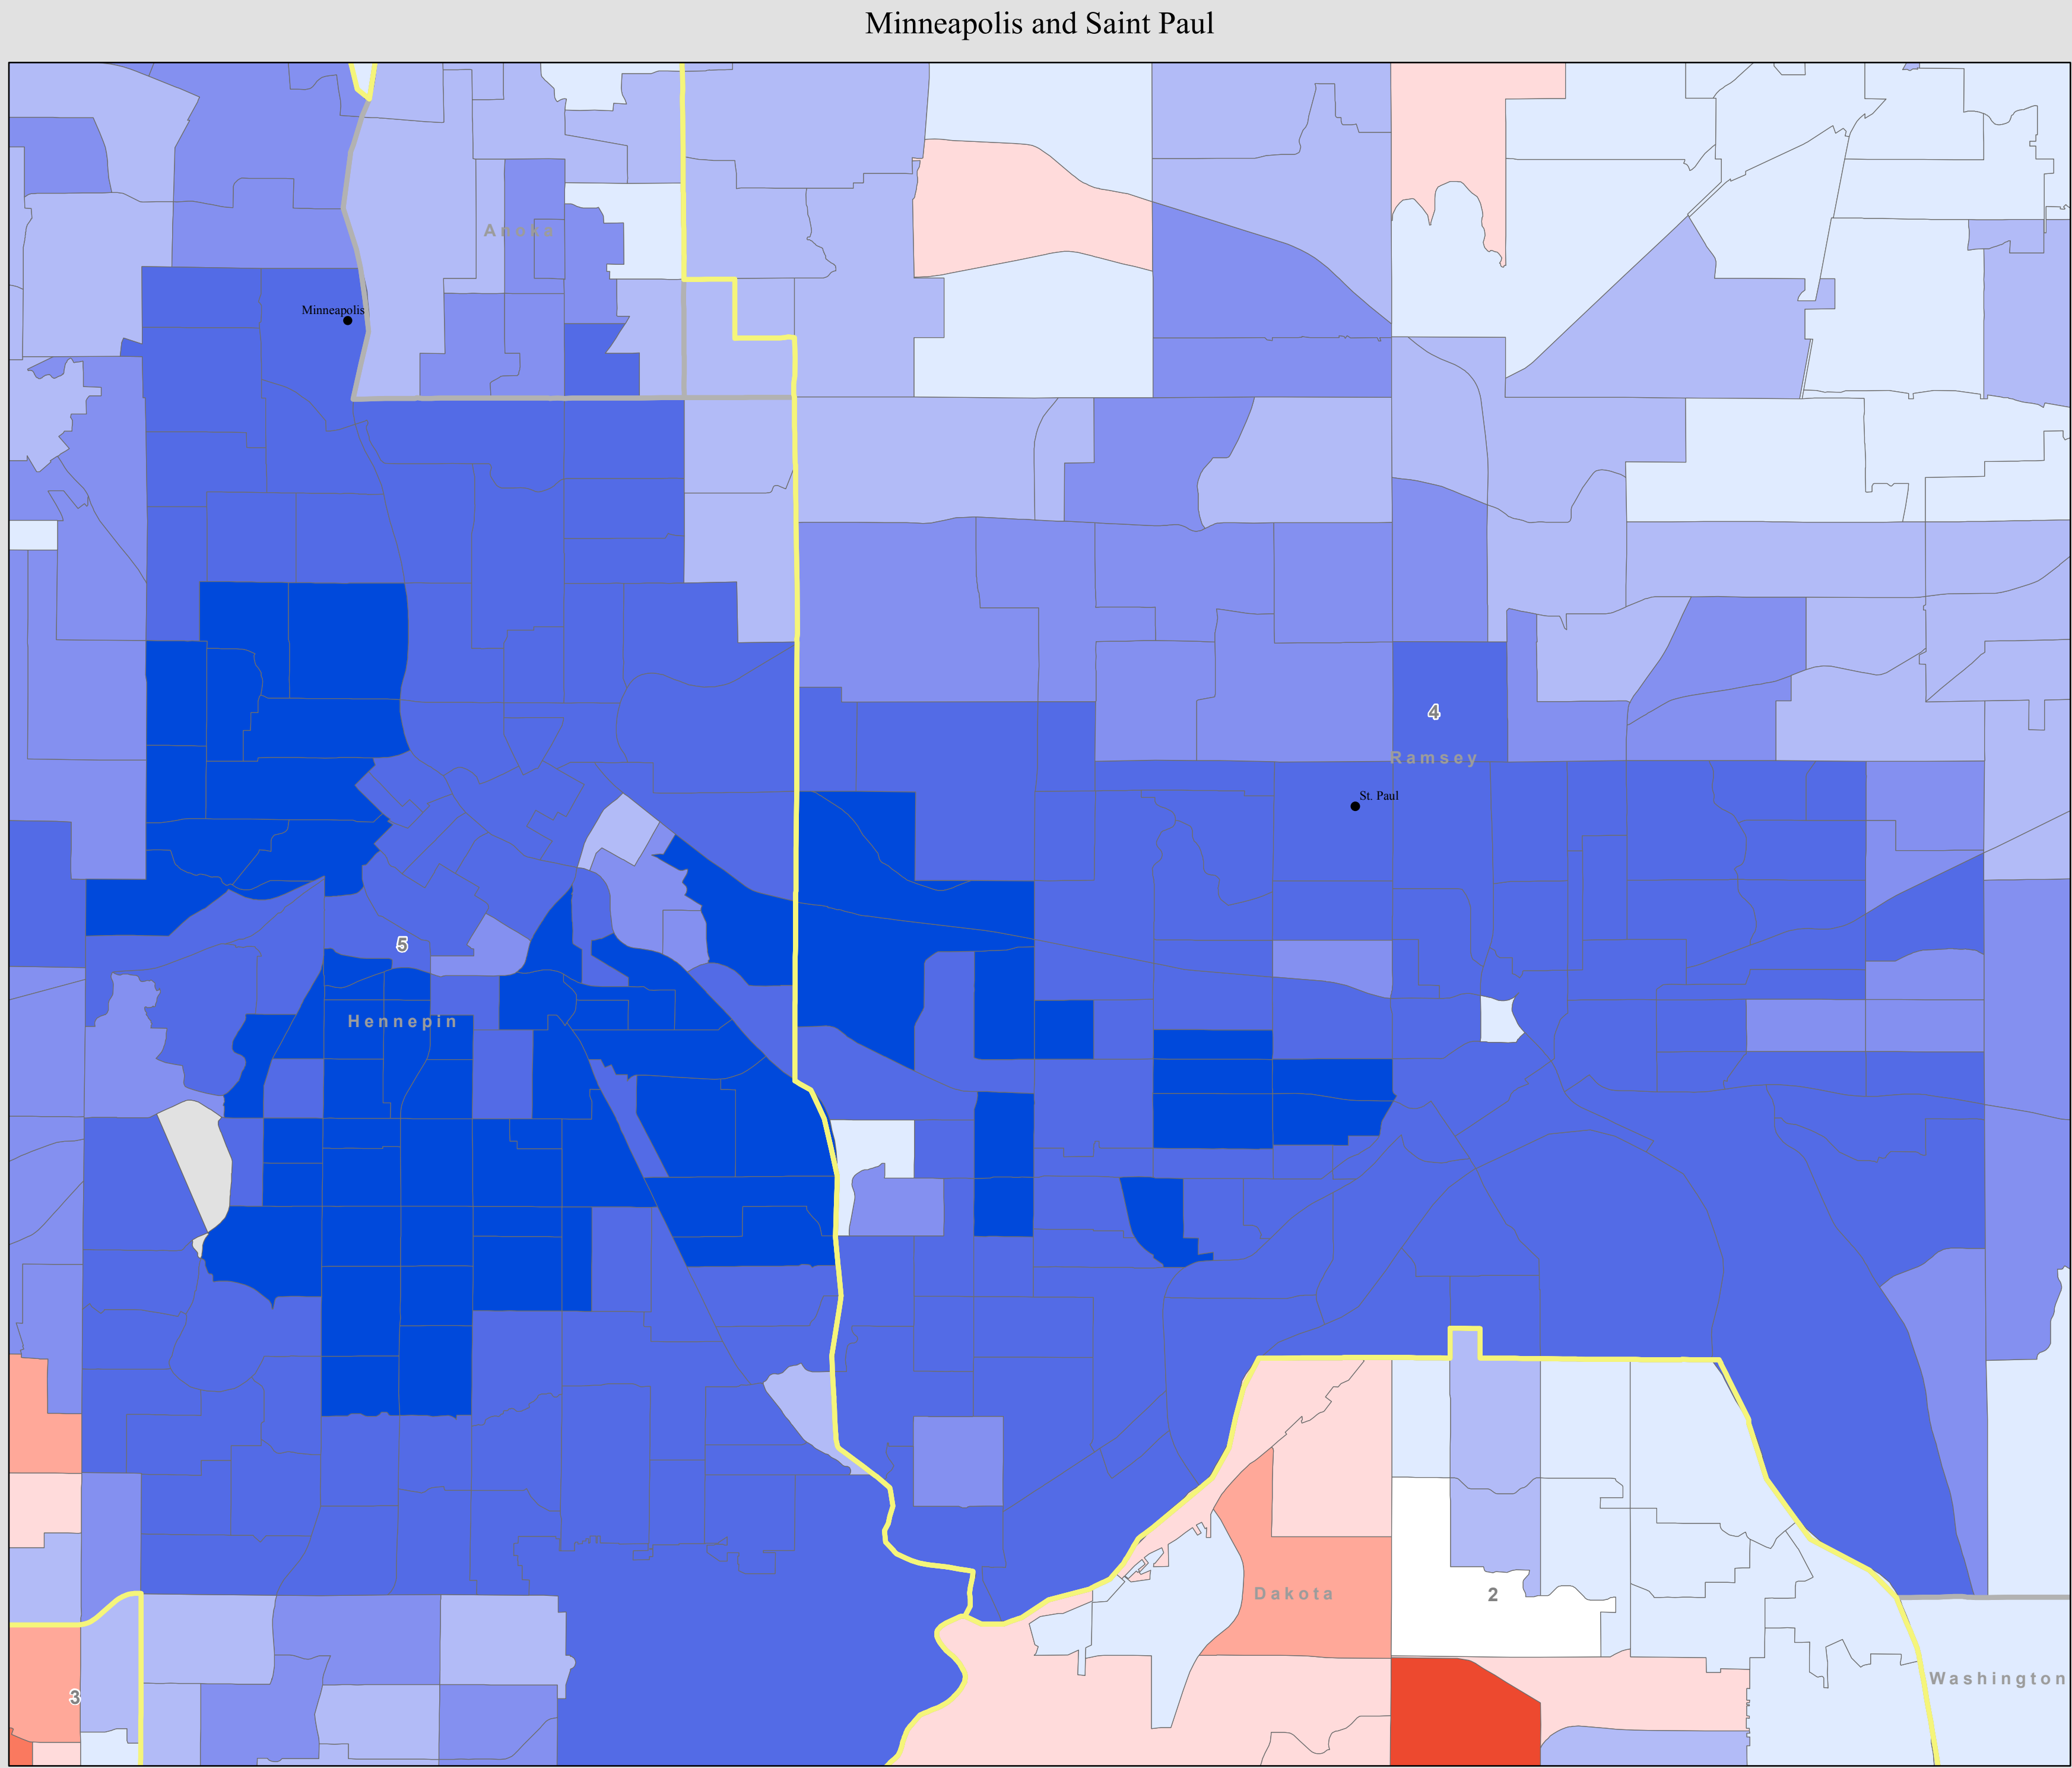 Minneapolis and Saint Paul
Anoka
Minneapolis
4
Ramsey
St. Paul
5
Hennepin
Dakota
2
Washington
3